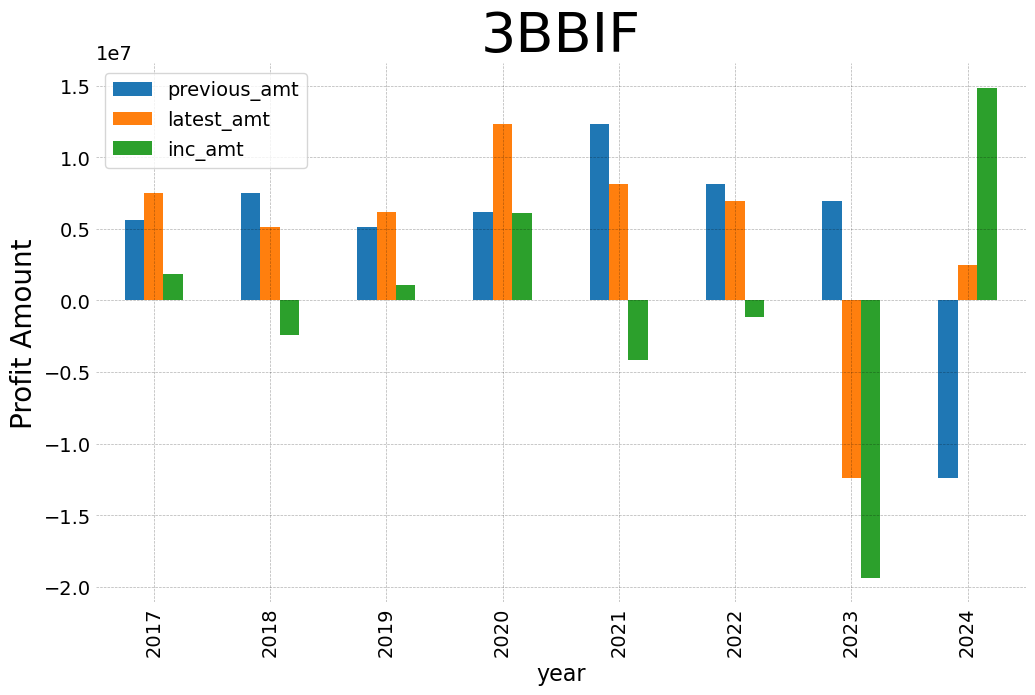 3BBIF
1e7
previous_amt
latest_amt
inc_amt
1.5
1.0
0.5
0.0
−0.5
−1.0
−1.5
−2.0
Profit Amount
2017 2018 2019 2020 2021 2022 2023 2024
year